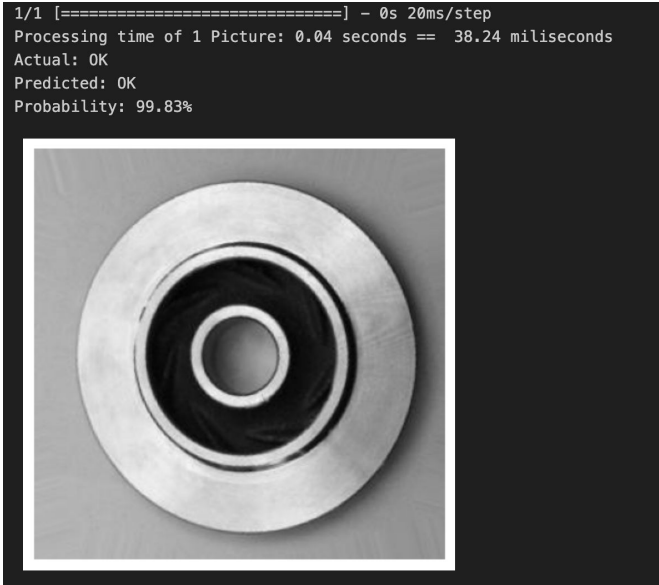 1/1 [==============================] - 0s 20ms/step
Processing time of 1 Picture: 0.04 seconds ==  38.24 miliseconds
Actual: OK
Predicted: OK
Probability: 99.83%